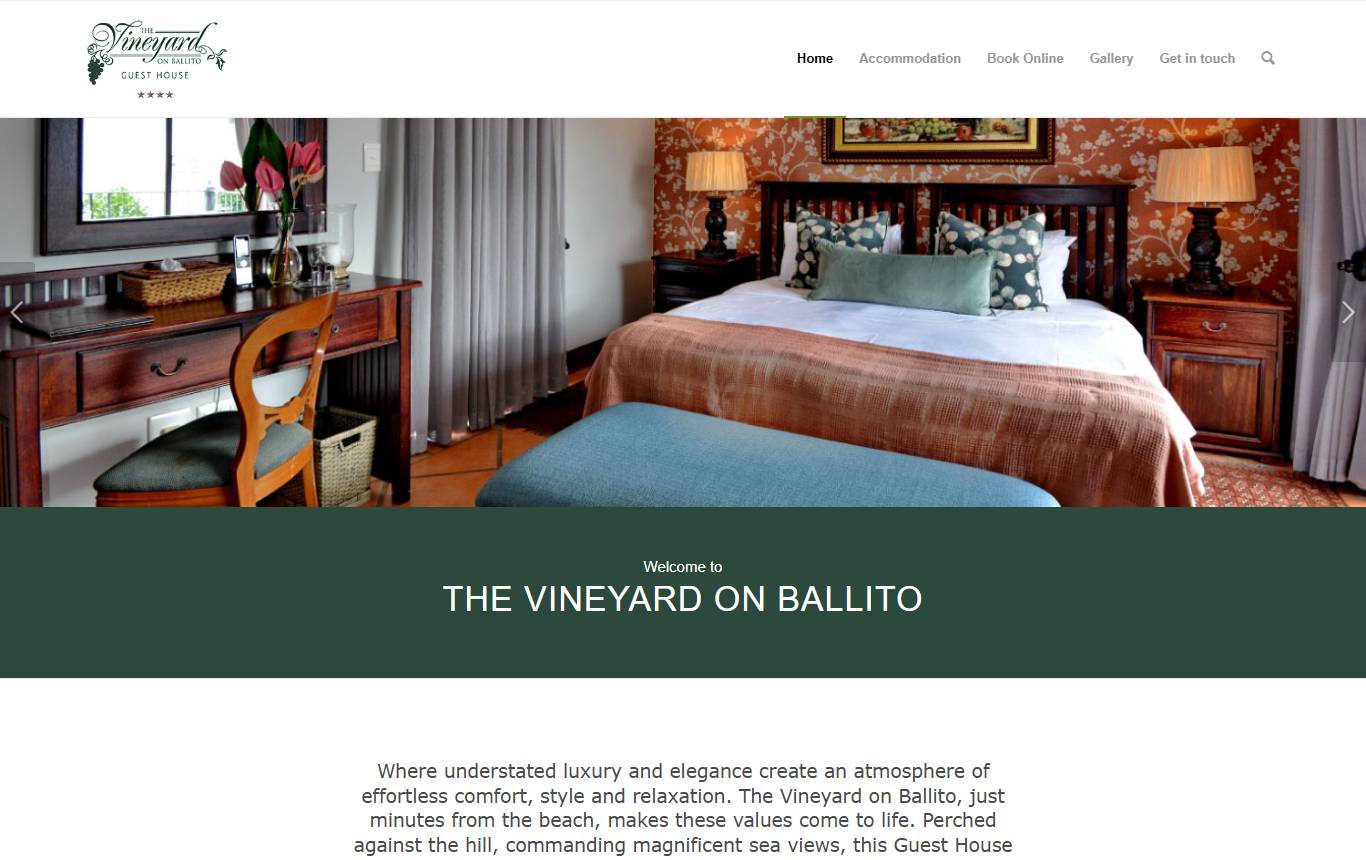 THE
Vineyard
ON BALLITO
GUEST HOUSE
Home Accommodation Book Online Gallery Get in touch
Welcome to
THE VINEYARD ON BALLITO
Where understated luxury and elegance create an atmosphere of
effortless comfort, style and relaxation. The Vineyard on Ballito, just
minutes from the beach, makes these values come to life. Perched
against the hill, commanding magnificent sea views, this Guest House